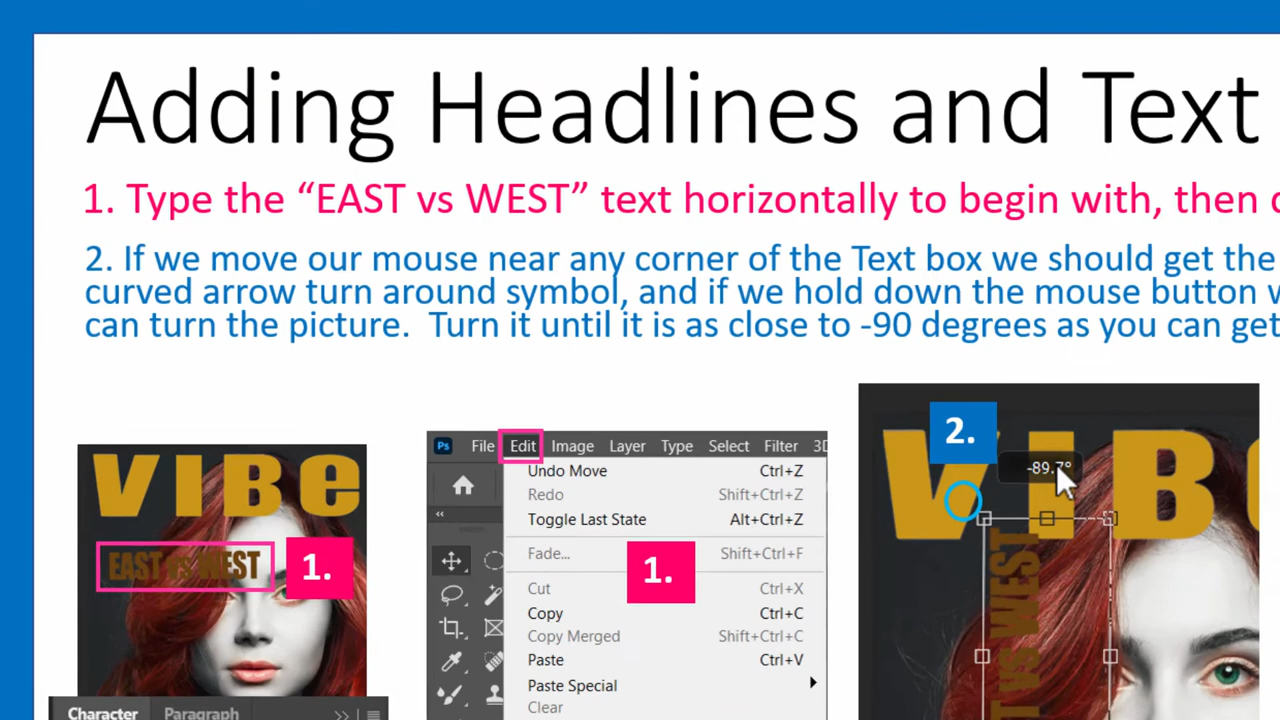 Adding Headlines and Text
1. Type the “EAST vs WEST” text horizontally to begin with, then
2. If we move our mouse near any corner of the Text box we should get the
curved arrow turn around symbol, and if we hold down the mouse button
can turn the picture. Turn it until it is as close to -90 degrees as you can get
VIBe
EAST vs WEST
1.
Ps File Edit Image Layer Type Select Filter 3D
Undo Move Ctrl+Z
Redo Shift+Ctrl+Z
Toggle Last State Alt+Ctrl+Z
Fade... Shift+Ctrl+F
1.
Cut Ctrl+X
Copy Ctrl+C
Copy Merged Shift+Ctrl+C
Paste Ctrl+V
Paste Special
Clear
2.
VIB
-89.7°
vs WEST
Character Paragraph